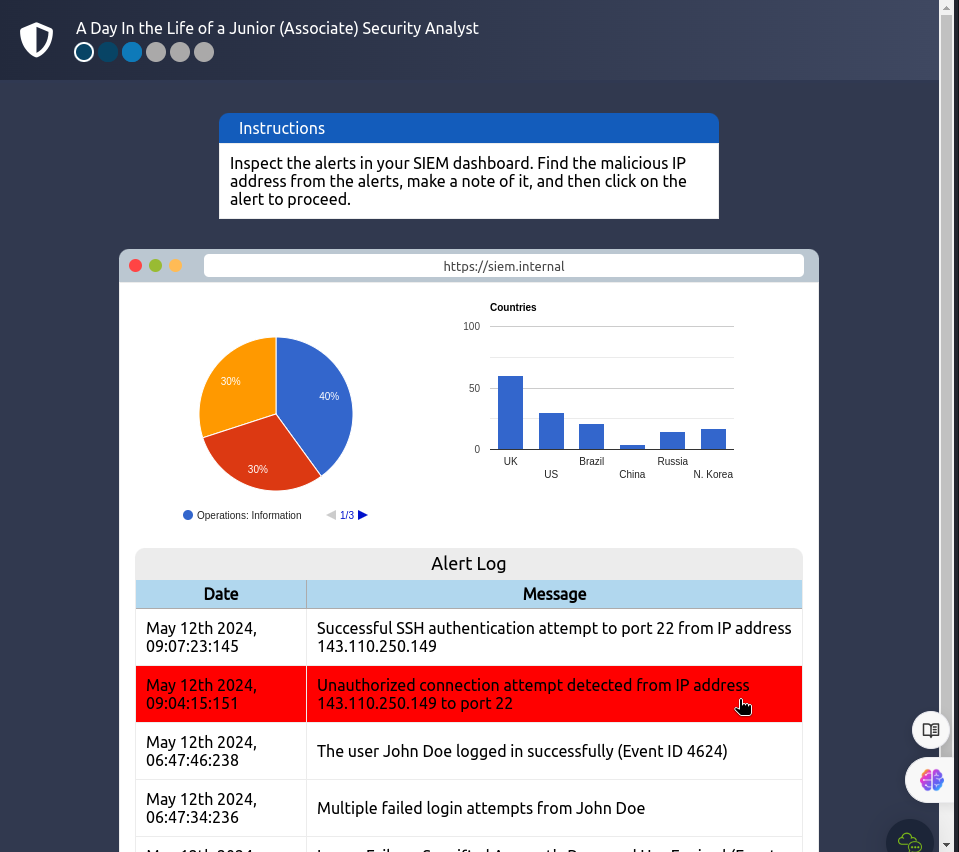 A Day In the Life of a Junior (Associate) Security Analyst
Instructions
Inspect the alerts in your SIEM dashboard. Find the malicious IP
address from the alerts, make a note of it, and then click on the
alert to proceed.
https://siem.internal
30%
40%
30%
Operations: Information
1/3
Countries
100
50
0
UK
US
Brazil
China
Russia
N. Korea
Alert Log
Date
Message
May 12th 2024,
09:07:23:145
Successful SSH authentication attempt to port 22 from IP address
143.110.250.149
May 12th 2024,
09:04:15:151
Unauthorized connection attempt detected from IP address
143.110.250.149 to port 22
May 12th 2024,
06:47:46:238
The user John Doe logged in successfully (Event ID 4624)
May 12th 2024,
06:47:34:236
Multiple failed login attempts from John Doe